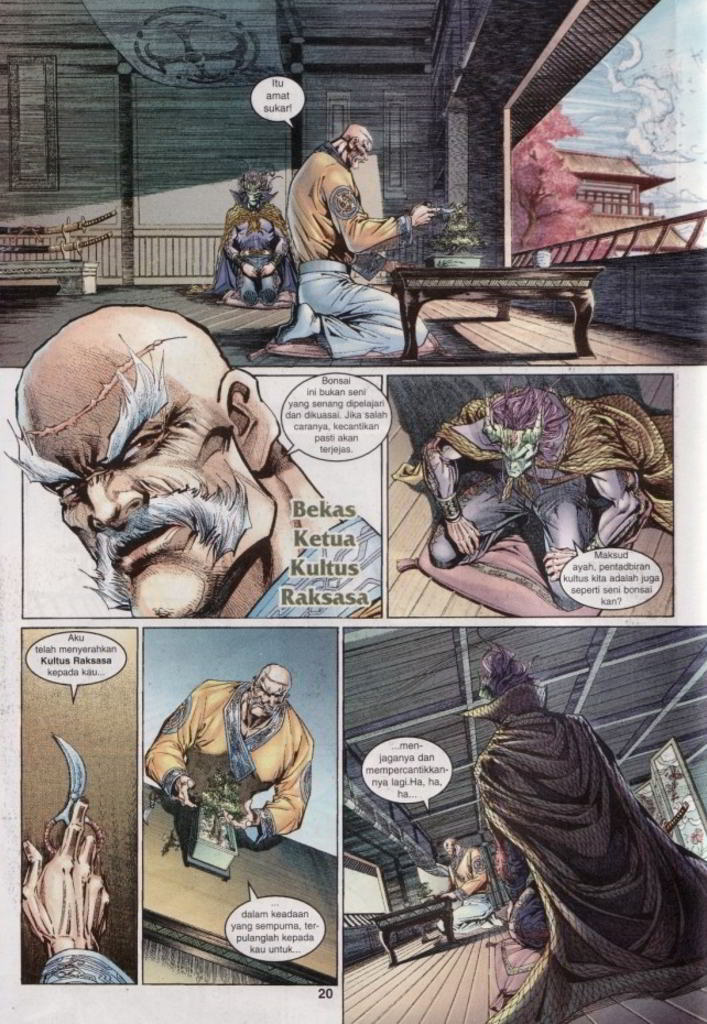 Itu
amat
sukar!
Bonsai
ini bukan seni
yang senang dipelajari
dan dikuasai. Jika salah
caranya, kecantikan
pasti akan
terjejas.
Bekas
Ketua
Kultus
Raksasa
Maksud
ayah, pentadbiran
kultus kita adalah juga
seperti seni bonsai
kan?
Aku
telah menyerahkan
Kultus Raksasa
kepada kau...
...
dalam keadaan
yang sempurna, ter-
pulanglah kepada
kau untuk...
...men-
jaganya dan
mempercantikkan-
nya lagi.Ha, ha,
ha...
20